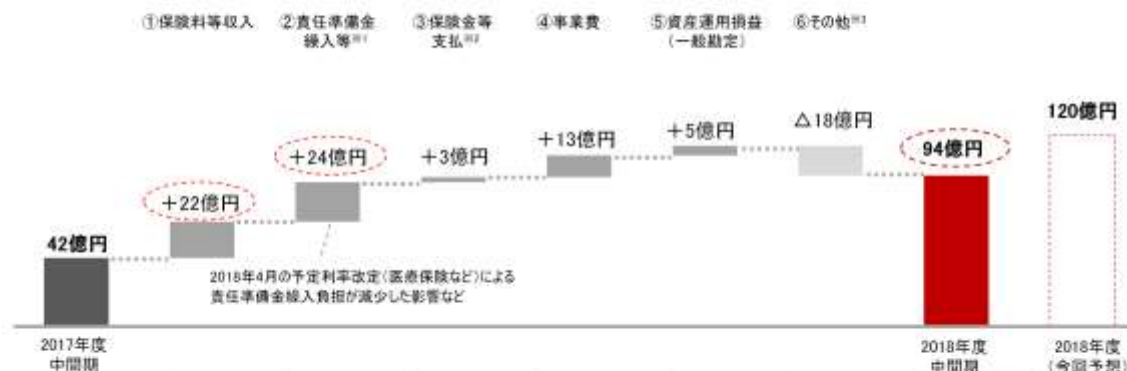 ①保険料等収入
②責任準備金
繰入等※1
③保険金等
支払※2
④事業費
⑤資産運用損益
(一般勘定)
⑥その他※3
42億円
+22億円
+24億円
+3億円
+13億円
+5億円
△18億円
94億円
120億円
2018年4月の予定利率改定(医療保険など)による
責任準備金繰入負担が減少した影響など
2017年度
中間期
2018年度
中間期
2018年度
(今回予想)